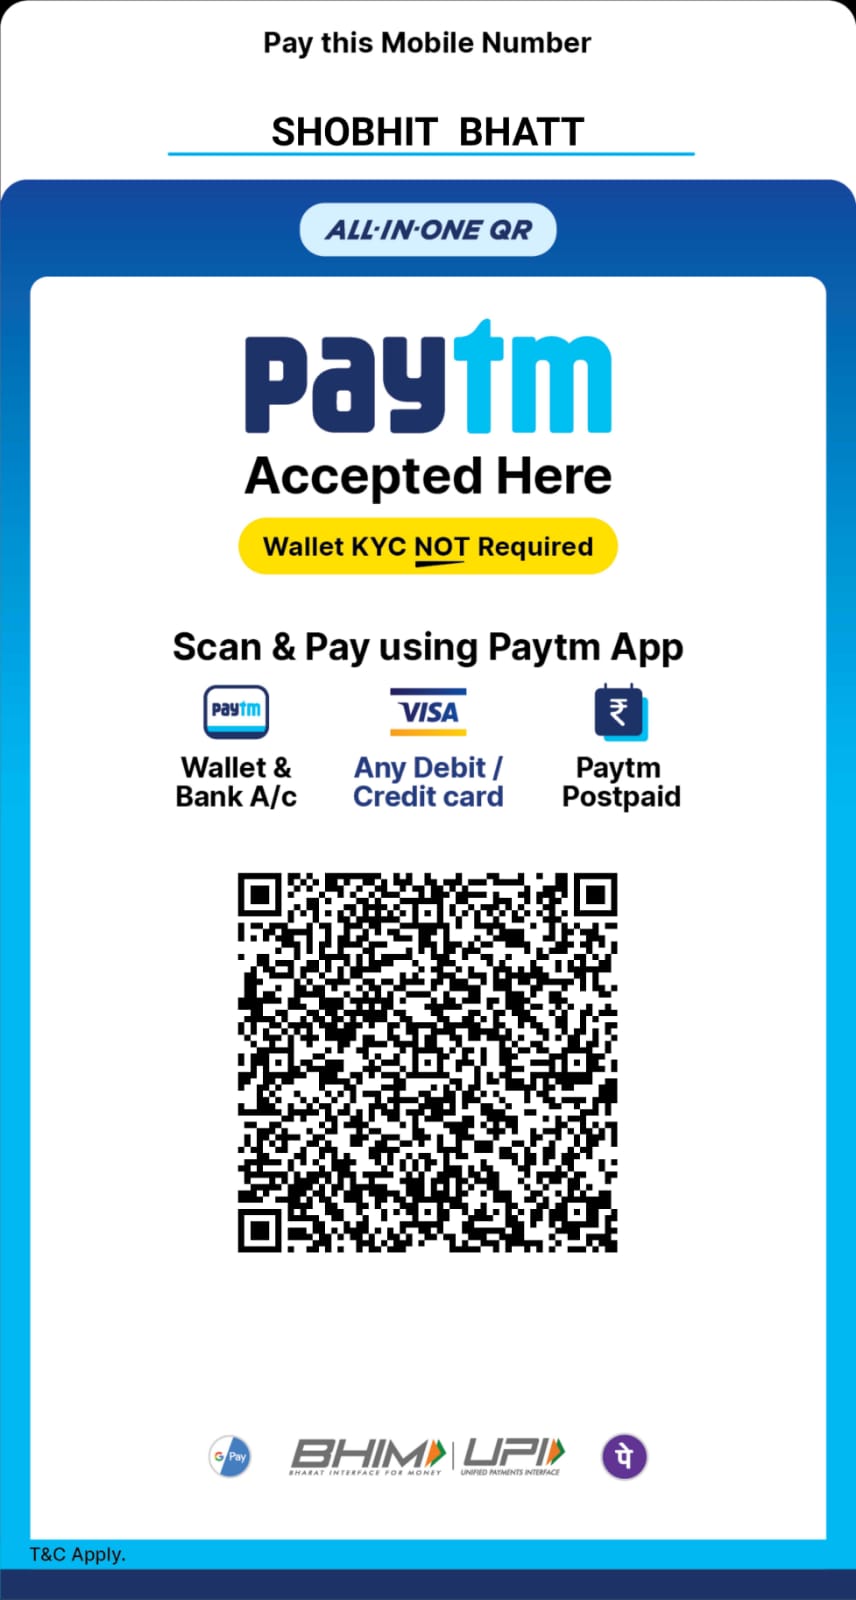 Pay this Mobile Number
SHOBHIT BHATT
ALL-IN-ONE QR
paytm
Accepted Here
Wallet KYC NOT Required
Scan & Pay using Paytm App
paytm
VISA
₹
Wallet &
Bank A/c
Any Debit /
Credit card
Paytm
Postpaid
G Pay
BHIM
BHARAT INTERFACE FOR MONEY
UPI
UNIFIED PAYMENTS INTERFACE
पे
T&C Apply.